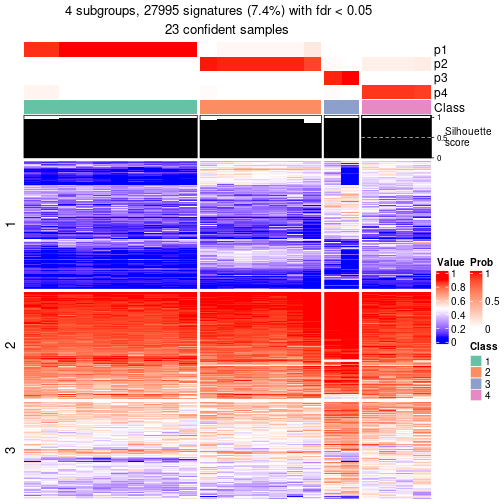 4 subgroups, 27995 signatures (7.4%) with fdr < 0.05
23 confident samples
p1
p2
p3
p4
Class
1
0.5
0
Silhouette
score
1
2
3
Value
1
0.8
0.6
0.4
0.2
0
Prob
1
0.5
0
Class
1
2
3
4